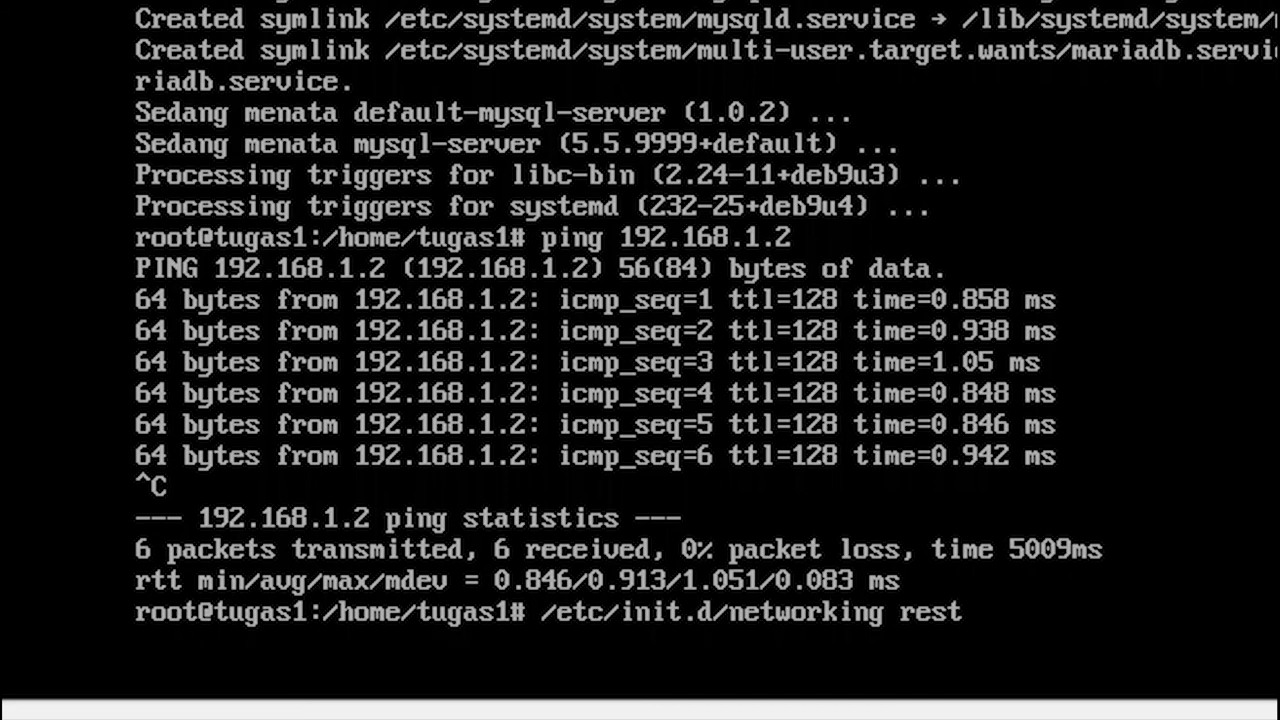 Created symlink /etc/systemd/system/mysqld.service → /lib/systemd/system/
Created symlink /etc/systemd/system/multi-user.target.wants/mariadb.servi
riadb.service.
Sedang menata default-mysql-server (1.0.2) ...
Sedang menata mysql-server (5.5.9999+default) ...
Processing triggers for libc-bin (2.24-11+deb9u3) ...
Processing triggers for systemd (232-25+deb9u4) ...
root@tugas1:/home/tugas1# ping 192.168.1.2
PING 192.168.1.2 (192.168.1.2) 56(84) bytes of data.
64 bytes from 192.168.1.2: icmp_seq=1 ttl=128 time=0.858 ms
64 bytes from 192.168.1.2: icmp_seq=2 ttl=128 time=0.938 ms
64 bytes from 192.168.1.2: icmp_seq=3 ttl=128 time=1.05 ms
64 bytes from 192.168.1.2: icmp_seq=4 ttl=128 time=0.848 ms
64 bytes from 192.168.1.2: icmp_seq=5 ttl=128 time=0.846 ms
64 bytes from 192.168.1.2: icmp_seq=6 ttl=128 time=0.942 ms
^C
--- 192.168.1.2 ping statistics ---
6 packets transmitted, 6 received, 0% packet loss, time 5009ms
rtt min/avg/max/mdev = 0.846/0.913/1.051/0.083 ms
root@tugas1:/home/tugas1# /etc/init.d/networking rest